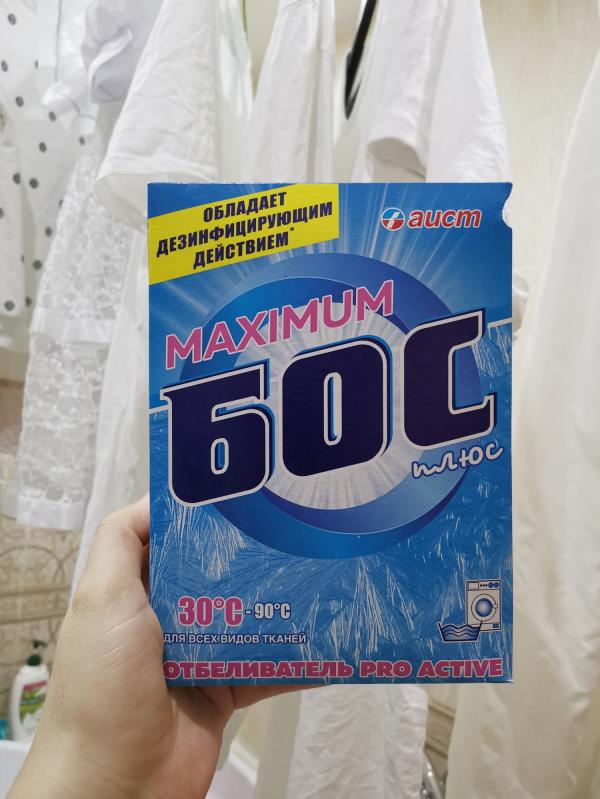 ОБЛАДАЕТ
ДЕЗИНФИЦИРУЮЩИМ
ДЕЙСТВИЕМ*
аист
MAXIMUM
БОС
плюс
30°C - 90°C
ДЛЯ ВСЕХ ВИДОВ ТКАНЕЙ
ОТБЕЛИВАТЕЛЬ PRO ACTIVE